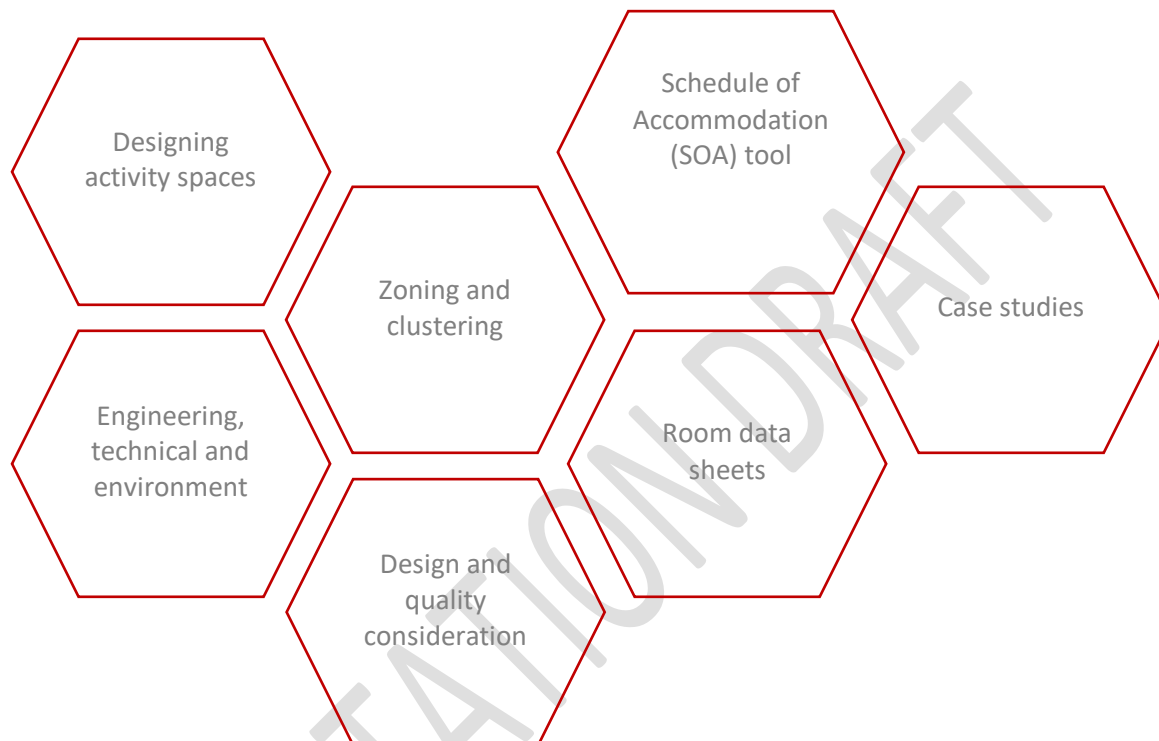 Designing
activity spaces
Schedule of
Accommodation
(SOA) tool
Zoning and
clustering
Case studies
Engineering,
technical and
environment
Room data
sheets
Design and
quality
consideration
TATION DRAFT